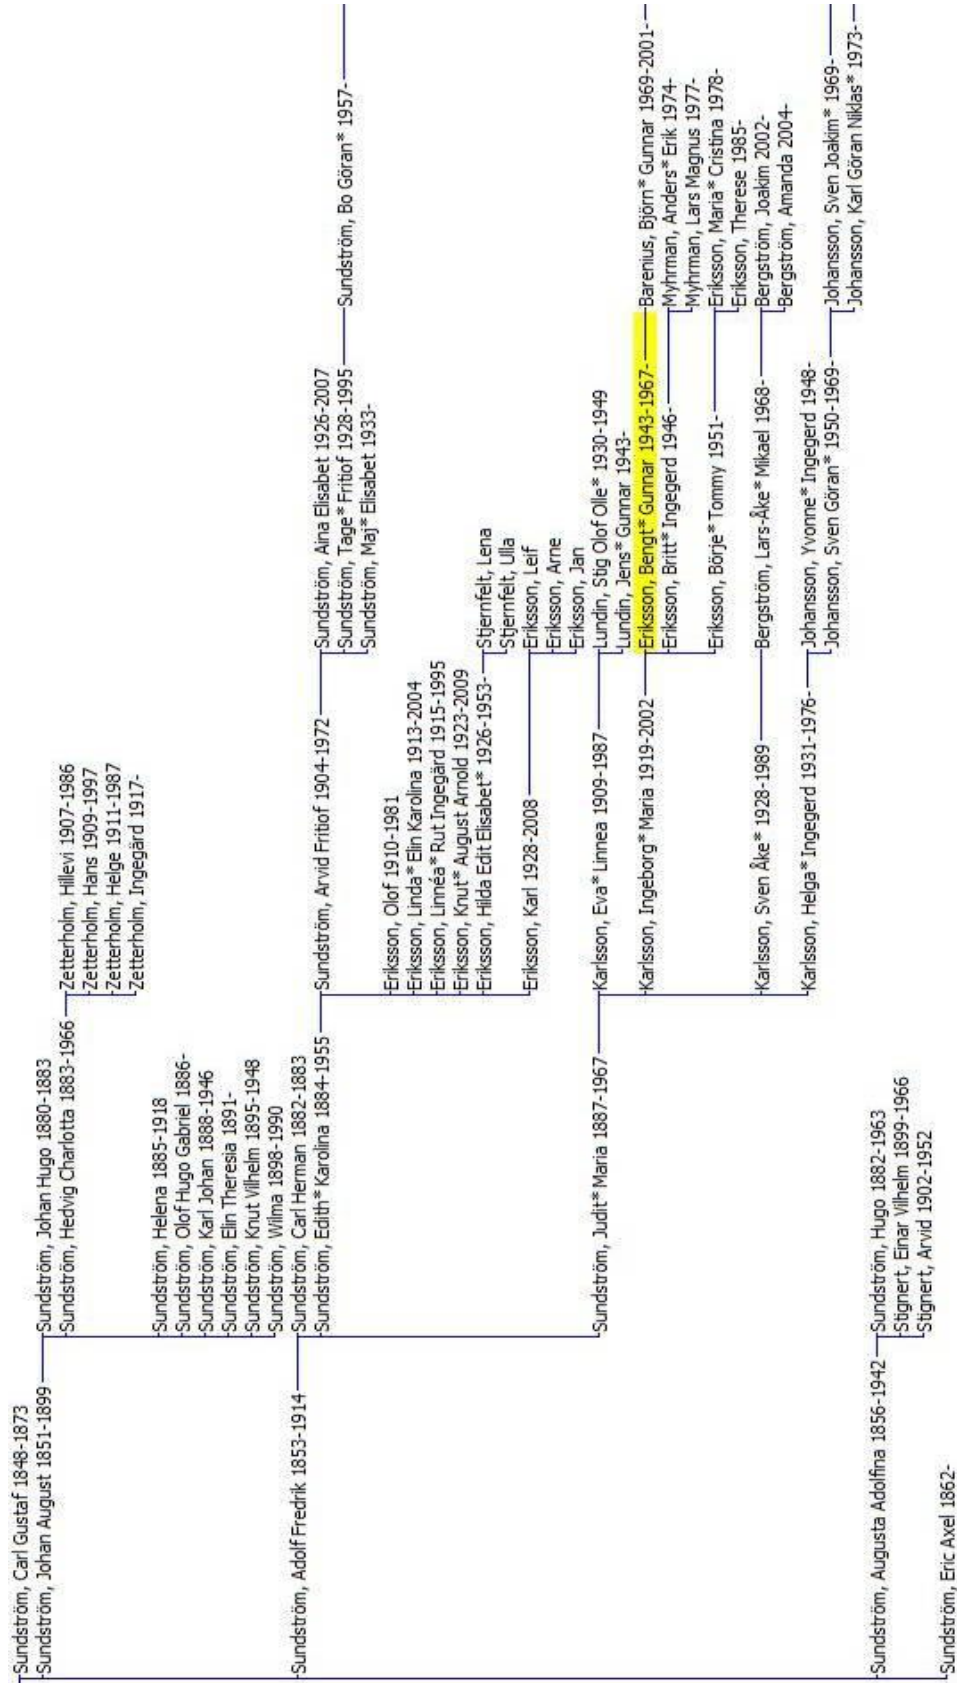 Sundström, Carl Gustaf 1848-1873
Sundström, Johan August 1851-1899
Sundström, Johan Hugo 1880-1883
Sundström, Hedvig Charlotta 1883-1966
Zetterholm, Hillevi 1907-1986
Zetterholm, Hans 1909-1997
Zetterholm, Helge 1911-1987
Zetterholm, Ingegärd 1917-
Sundström, Helena 1885-1918
Sundström, Olof Hugo Gabriel 1886-
Sundström, Karl Johan 1888-1946
Sundström, Elin Theresia 1891-
Sundström, Knut Vilhelm 1895-1948
Sundström, Wilma 1898-1990
Sundström, Adolf Fredrik 1853-1914
Sundström, Carl Herman 1882-1883
Sundström, Edith* Karolina 1884-1955
Sundström, Arvid Fritiof 1904-1972
Sundström, Aina Elisabet 1926-2007
Sundström, Tage* Fritiof 1928-1995
Sundström, Bo Göran* 1957-
Sundström, Maj* Elisabet 1933-
Eriksson, Olof 1910-1981
Eriksson, Linda* Elin Karolina 1913-2004
Eriksson, Linnéa* Rut Ingegärd 1915-1995
Eriksson, Knut* August Arnold 1923-2009
Eriksson, Hilda Edit Elisabet* 1926-1953-
Stjernfelt, Lena
Stjernfelt, Ulla
Eriksson, Karl 1928-2008
Eriksson, Leif
Eriksson, Arne
Eriksson, Jan
Sundström, Judit* Maria 1887-1967
Karlsson, Eva* Linnea 1909-1987
Lundin, Stig Olof Olle* 1930-1949
Lundin, Jens* Gunnar 1943-
Karlsson, Ingeborg* Maria 1919-2002
Eriksson, Bengt* Gunnar 1943-1967-
Barenius, Björn* Gunnar 1969-2001-
Eriksson, Britt* Ingegerd 1946-
Myhrman, Anders* Erik 1974-
Myhrman, Lars Magnus 1977-
Eriksson, Börje* Tommy 1951-
Eriksson, Maria* Cristina 1978-
Eriksson, Therese 1985-
Karlsson, Sven Åke* 1928-1989
Bergström, Lars-Åke* Mikael 1968-
Bergström, Joakim 2002-
Bergström, Amanda 2004-
Karlsson, Helga* Ingegerd 1931-1976-
Johansson, Yvonne* Ingegerd 1948-
Johansson, Sven Göran* 1950-1969-
Johansson, Sven Joakim* 1969-
Johansson, Karl Göran Niklas* 1973-
Sundström, Augusta Adolfina 1856-1942
Sundström, Hugo 1882-1963
Stignert, Einar Vilhelm 1899-1966
Stignert, Arvid 1902-1952
Sundström, Eric Axel 1862-